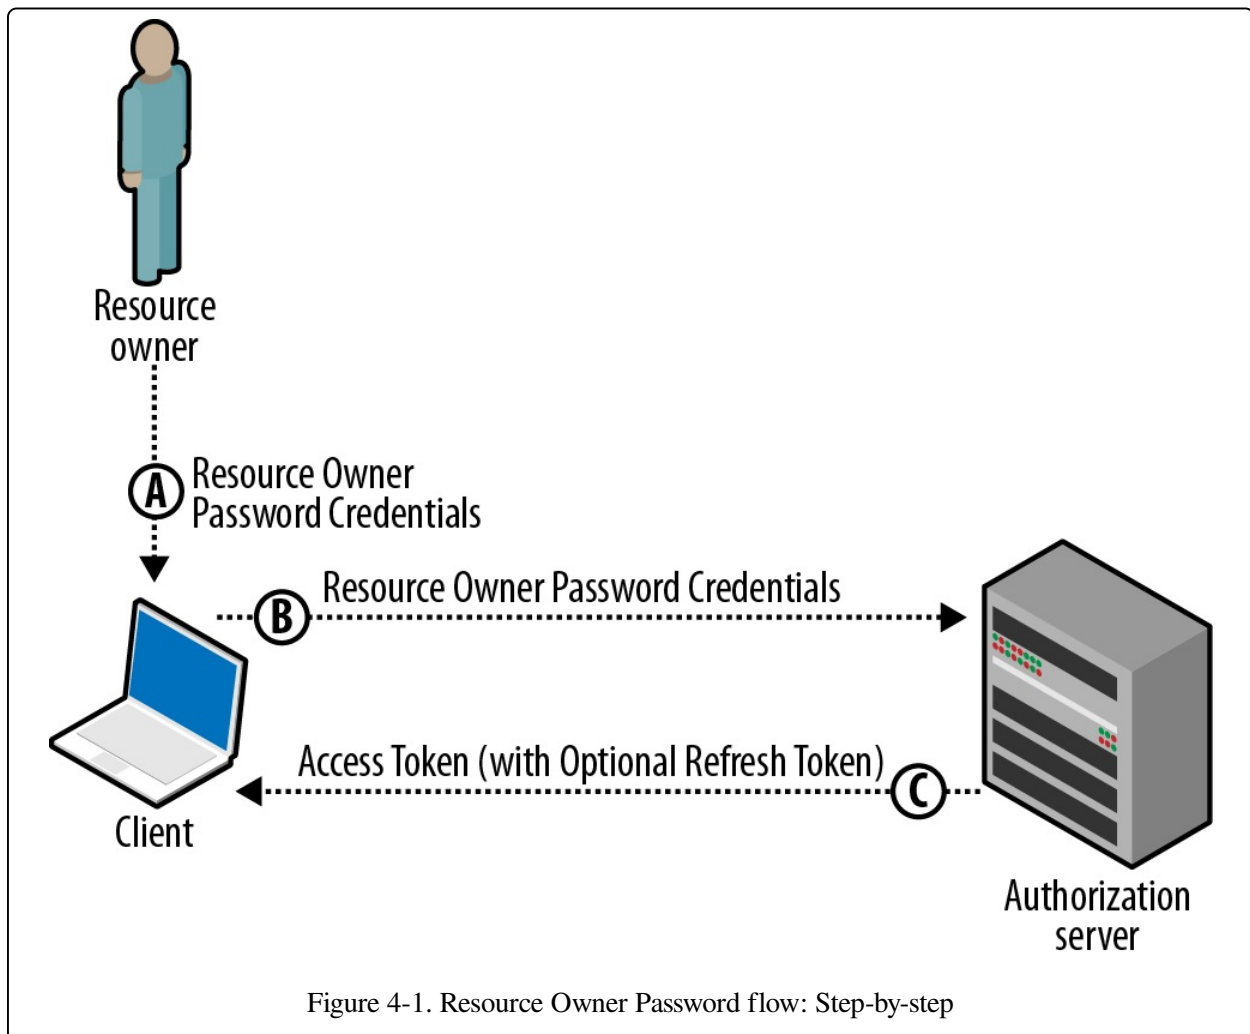 Resource
owner
A
Resource Owner
Password Credentials
Resource Owner Password Credentials
B
Access Token (with Optional Refresh Token)
C
Client
Authorization
server
Figure 4-1. Resource Owner Password flow: Step-by-step